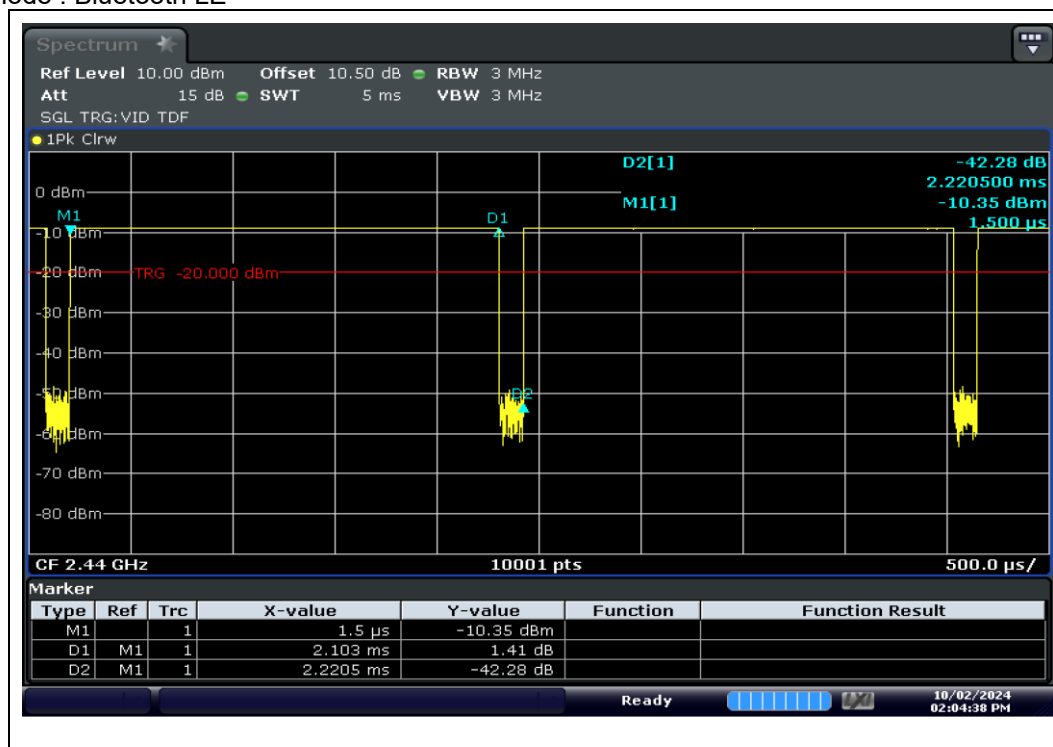 mode : Bluetooth LE
Spectrum
Ref Level 10.00 dBm Offset 10.50 dB RBW 3 MHz
Att 15 dB SWT 5 ms VBW 3 MHz
SGL TRG:VID TDF
1Pk Clrw
D2[1] -42.28 dB
2.220500 ms
M1[1] -10.35 dBm
1.500 µs
0 dBm
M1
D1
-10 dBm
-20 dBm
TRG -20.000 dBm
-30 dBm
-40 dBm
-50 dBm
D2
-60 dBm
-70 dBm
-80 dBm
CF 2.44 GHz 10001 pts 500.0 µs/
Marker
Type Ref Trc X-value Y-value Function Function Result
M1 1 1.5 µs -10.35 dBm
D1 M1 1 2.103 ms 1.41 dB
D2 M1 1 2.2205 ms -42.28 dB
Ready 10/02/2024
02:04:38 PM